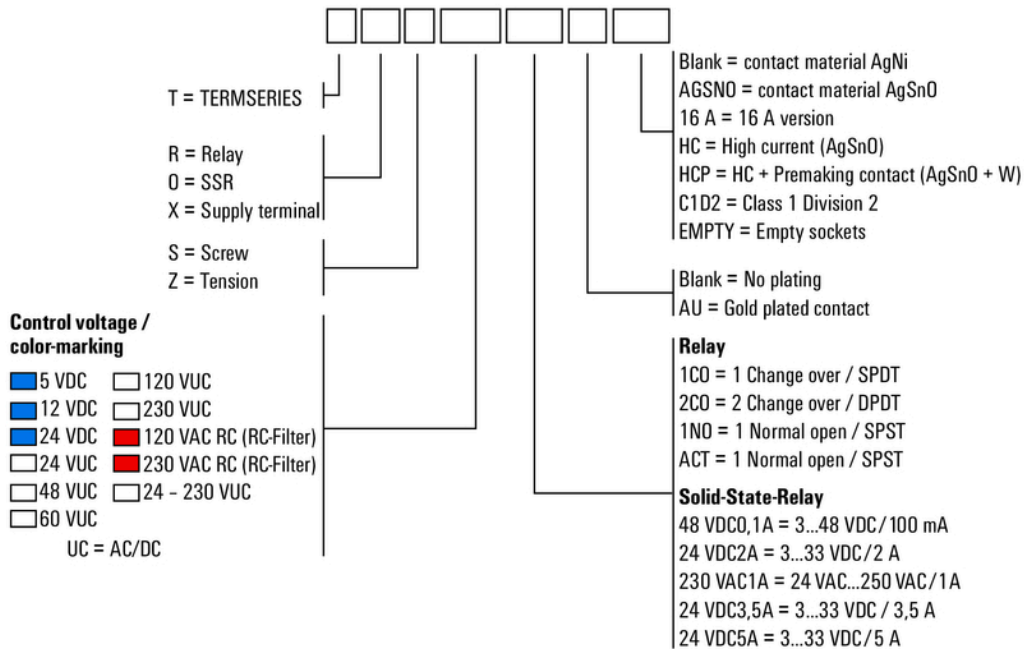 T = TERMSERIES
R = Relay
O = SSR
X = Supply terminal
S = Screw
Z = Tension
Control voltage /
color-marking
5 VDC
12 VDC
24 VDC
24 VUC
48 VUC
60 VUC
120 VUC
230 VUC
120 VAC RC (RC-Filter)
230 VAC RC (RC-Filter)
24 – 230 VUC
UC = AC/DC
Blank = contact material AgNi
AGSNO = contact material AgSnO
16 A = 16 A version
HC = High current (AgSnO)
HCP = HC + Premaking contact (AgSnO + W)
C1D2 = Class 1 Division 2
EMPTY = Empty sockets
Blank = No plating
AU = Gold plated contact
Relay
1CO = 1 Change over / SPDT
2CO = 2 Change over / DPDT
1NO = 1 Normal open / SPST
ACT = 1 Normal open / SPST
Solid-State-Relay
48 VDC0,1A = 3...48 VDC/100 mA
24 VDC2A = 3...33 VDC/2 A
230 VAC1A = 24 VAC...250 VAC/1A
24 VDC3,5A = 3...33 VDC / 3,5 A
24 VDC5A = 3...33 VDC/5 A